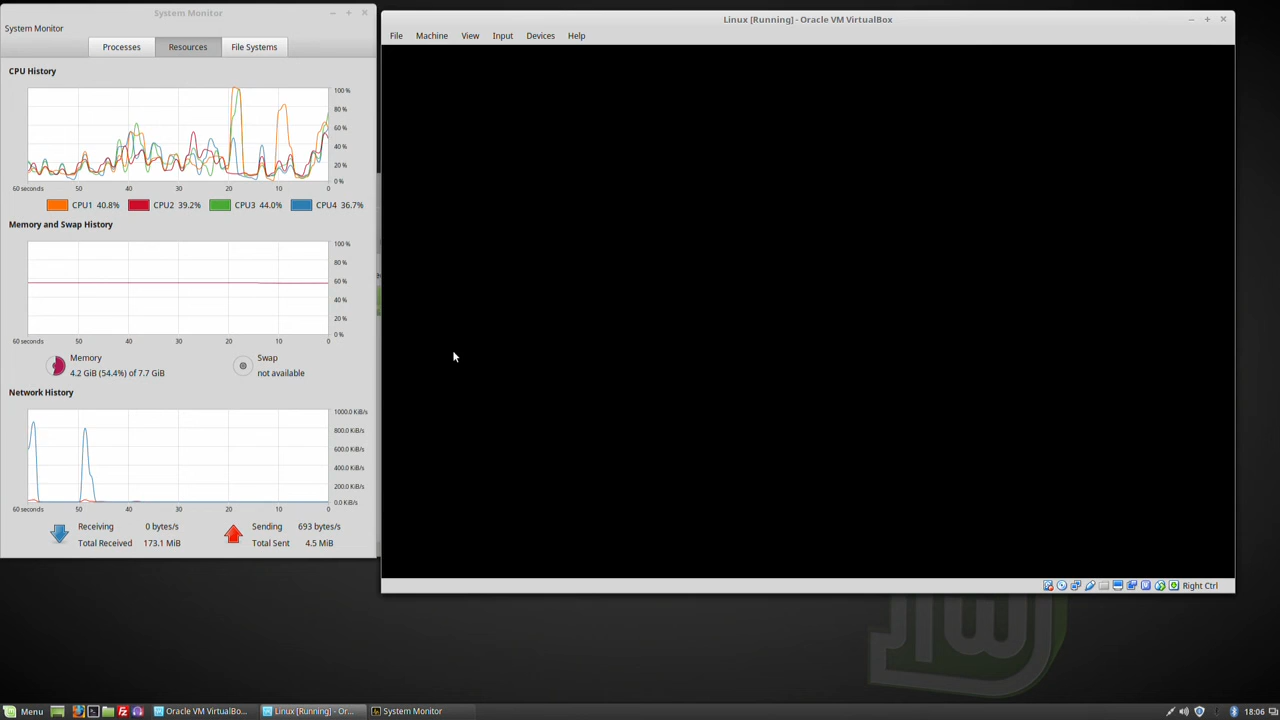 System Monitor
System Monitor
Processes
Resources
File Systems
CPU History
100 %
80 %
60 %
40 %
20 %
0 %
60 seconds
50
40
30
20
10
0
CPU1 40.8%
CPU2 39.2%
CPU3 44.0%
CPU4 36.7%
Memory and Swap History
100 %
80 %
60 %
40 %
20 %
0 %
60 seconds
50
40
30
20
10
0
Memory
4.2 GiB (54.4%) of 7.7 GiB
Swap
not available
Network History
1000.0 KiB/s
800.0 KiB/s
600.0 KiB/s
400.0 KiB/s
200.0 KiB/s
0.0 KiB/s
60 seconds
50
40
30
20
10
0
Receiving 0 bytes/s
Total Received 173.1 MiB
Sending 693 bytes/s
Total Sent 4.5 MiB
Linux [Running] - Oracle VM VirtualBox
File Machine View Input Devices Help
Right Ctrl
Menu
Oracle VM VirtualBo...
Linux [Running] - Or...
System Monitor
18:06